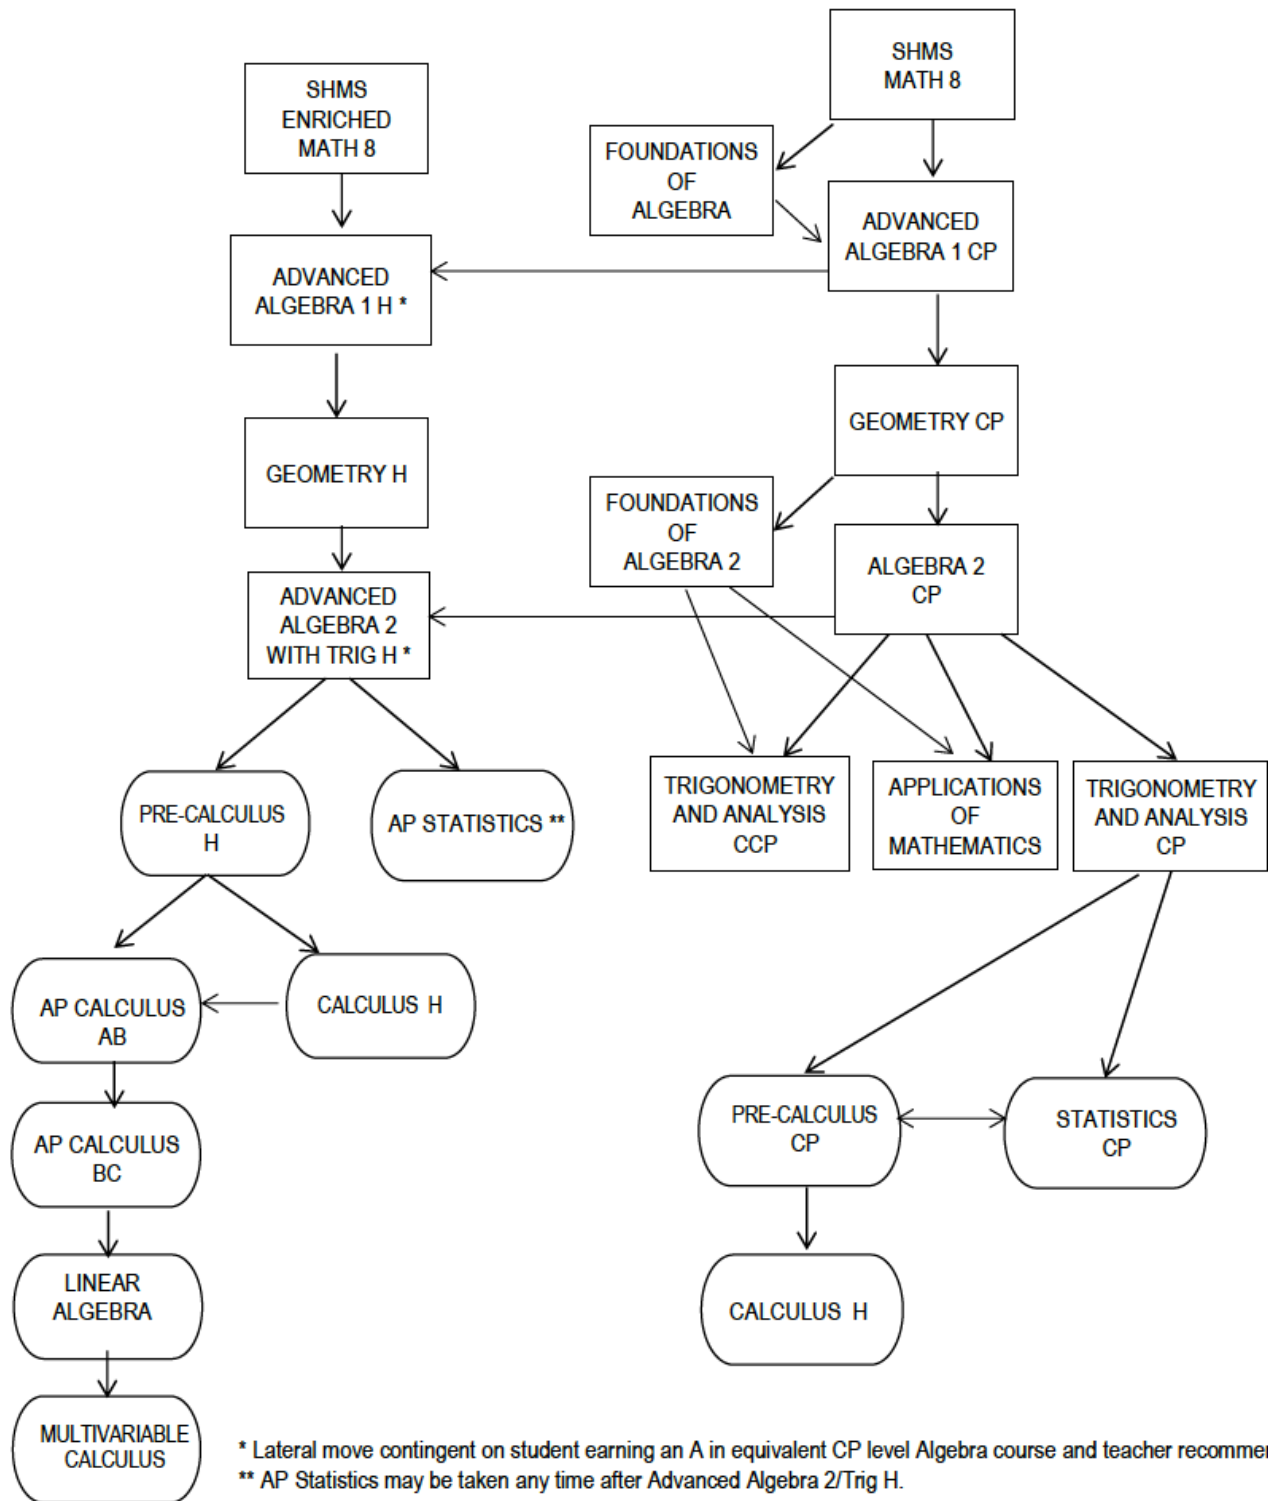 SHMS
MATH 8
SHMS
ENRICHED
MATH 8
FOUNDATIONS
OF
ALGEBRA
ADVANCED
ALGEBRA 1 CP
ADVANCED
ALGEBRA 1 H *
GEOMETRY CP
GEOMETRY H
FOUNDATIONS
OF
ALGEBRA 2
ALGEBRA 2
CP
ADVANCED
ALGEBRA 2
WITH TRIG H *
PRE-CALCULUS
H
AP STATISTICS **
TRIGONOMETRY
AND ANALYSIS
CCP
APPLICATIONS
OF
MATHEMATICS
TRIGONOMETRY
AND ANALYSIS
CP
AP CALCULUS
AB
CALCULUS H
AP CALCULUS
BC
PRE-CALCULUS
CP
STATISTICS
CP
LINEAR
ALGEBRA
CALCULUS H
MULTIVARIABLE
CALCULUS
* Lateral move contingent on student earning an A in equivalent CP level Algebra course and teacher
** AP Statistics may be taken any time after Advanced Algebra 2/Trig H.